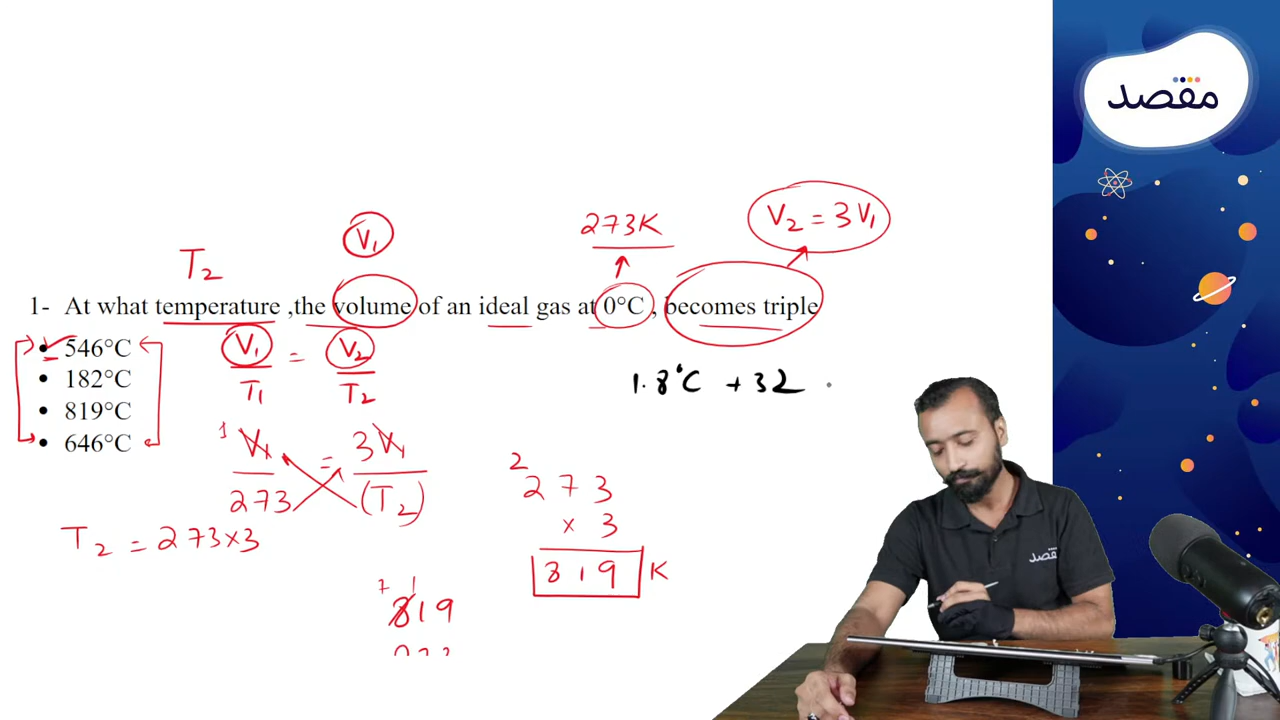 مقصد
273K
V₂ = 3V₁
V₁
T₂
1- At what temperature ,the volume of an ideal gas at 0°C , becomes triple
• 546°C
• 182°C
• 819°C
• 646°C
V₁ = V₂
T₁ T₂
1.8°C + 32
1 V₁ = 3V₁
273 (T₂)
T₂ = 273×3
2
273
× 3
819 K
7 1
819
مقصد